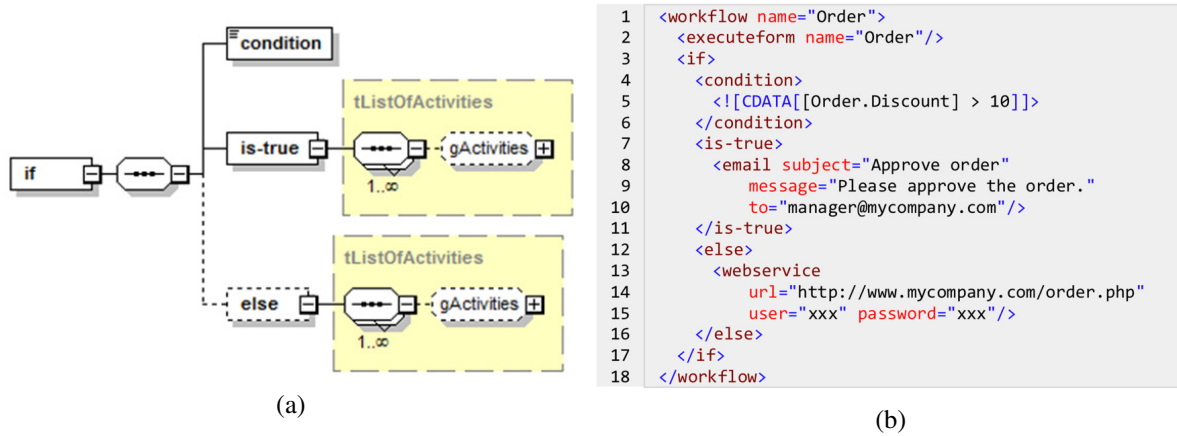 condition
tListOfActivities
is-true
gActivities
1..∞
if
tListOfActivities
else
gActivities
1..∞
(a)
1 <workflow name="Order">
2 <executeform name="Order"/>
3 <if>
4 <condition>
5 <![CDATA[[Order.Discount] > 10]]>
6 </condition>
7 <is-true>
8 <email subject="Approve order"
9 message="Please approve the order."
10 to="manager@mycompany.com"/>
11 </is-true>
12 <else>
13 <webservice
14 url="http://www.mycompany.com/order.php"
15 user="xxx" password="xxx"/>
16 </else>
17 </if>
18 </workflow>
(b)